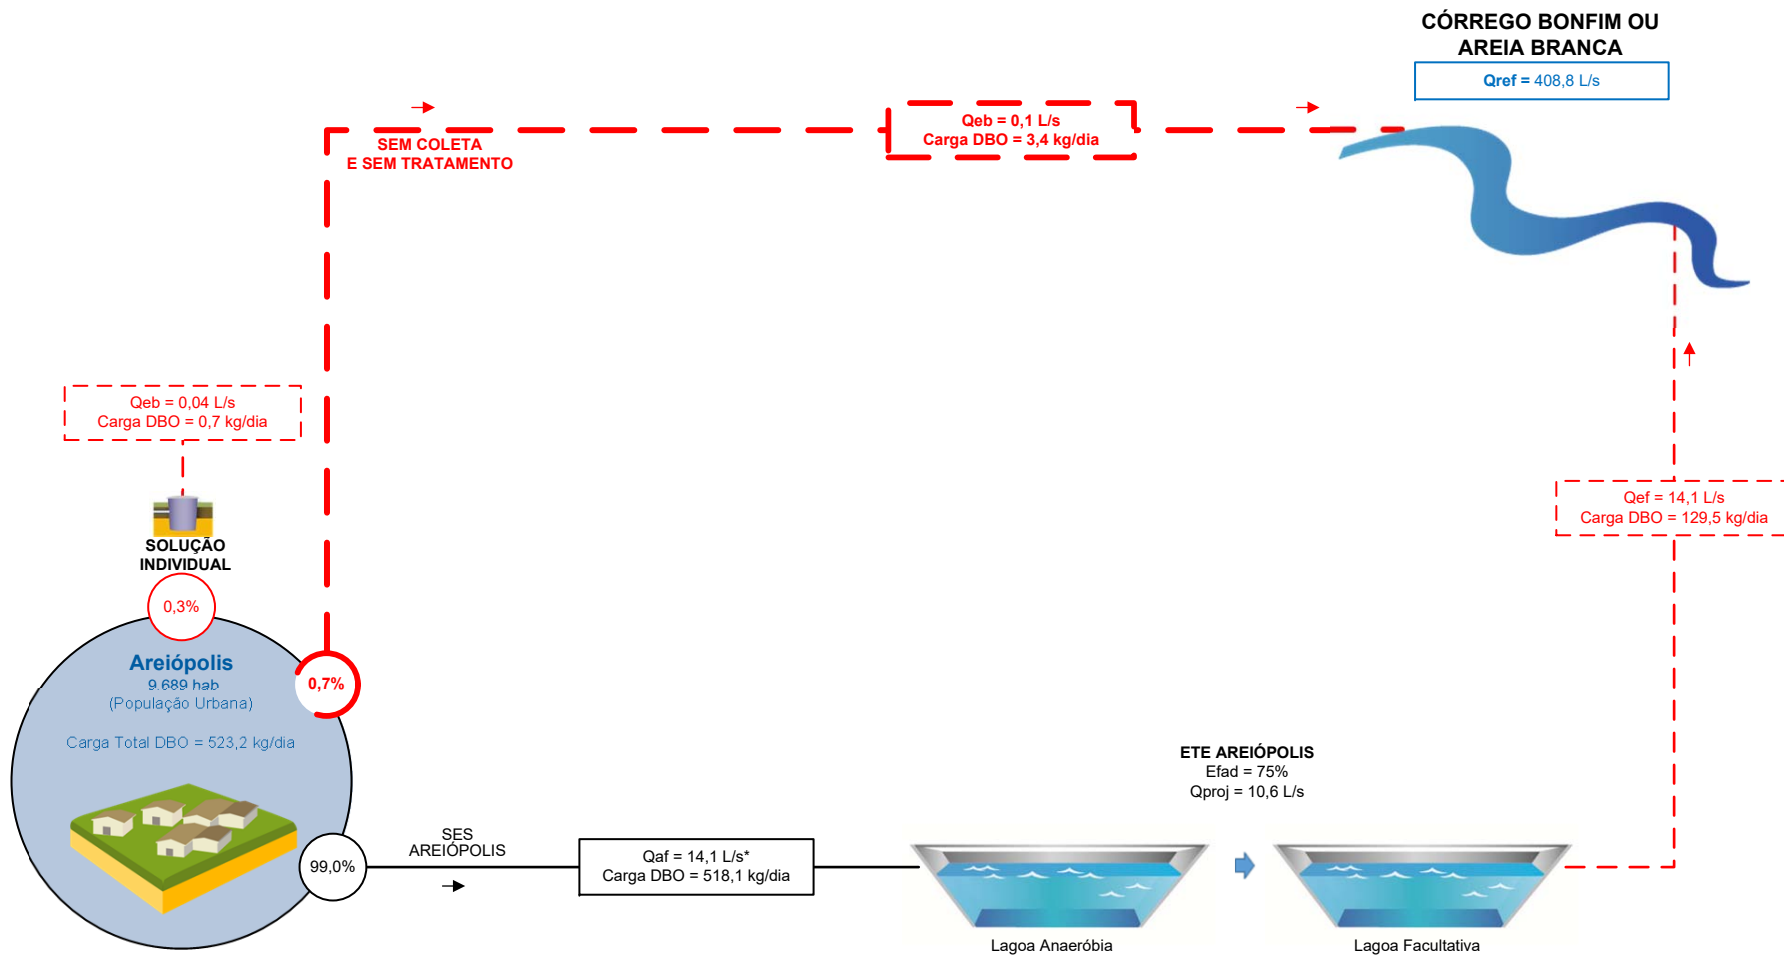 CÓRREGO BONFIM OU
AREIA BRANCA
Qref = 408,8 L/s
SEM COLETA
E SEM TRATAMENTO
Qeb = 0,1 L/s
Carga DBO = 3,4 kg/dia
Qeb = 0,04 L/s
Carga DBO = 0,7 kg/dia
SOLUÇÃO
INDIVIDUAL
0,3%
Areiópolis
9.689 hab
(População Urbana)
Carga Total DBO = 523,2 kg/dia
0,7%
99,0%
SES
AREIÓPOLIS
Qaf = 14,1 L/s*
Carga DBO = 518,1 kg/dia
ETE AREIÓPOLIS
Efad = 75%
Qproj = 10,6 L/s
Lagoa Anaeróbia
Lagoa Facultativa
Qef = 14,1 L/s
Carga DBO = 129,5 kg/dia